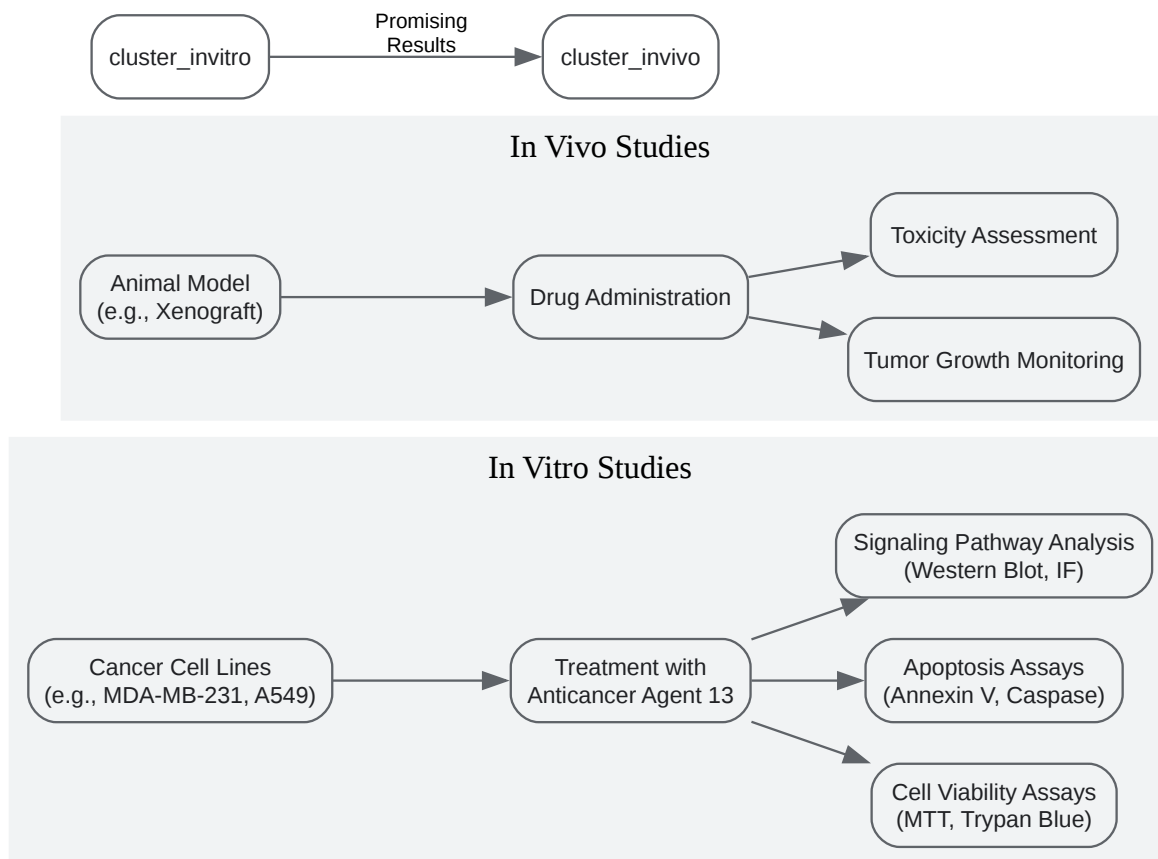 cluster_invitro
Promising
Results
cluster_invivo
In Vivo Studies
Animal Model
(e.g., Xenograft)
Drug Administration
Toxicity Assessment
Tumor Growth Monitoring
In Vitro Studies
Cancer Cell Lines
(e.g., MDA-MB-231, A549)
Treatment with
Anticancer Agent 13
Signaling Pathway Analysis
(Western Blot, IF)
Apoptosis Assays
(Annexin V, Caspase)
Cell Viability Assays
(MTT, Trypan Blue)